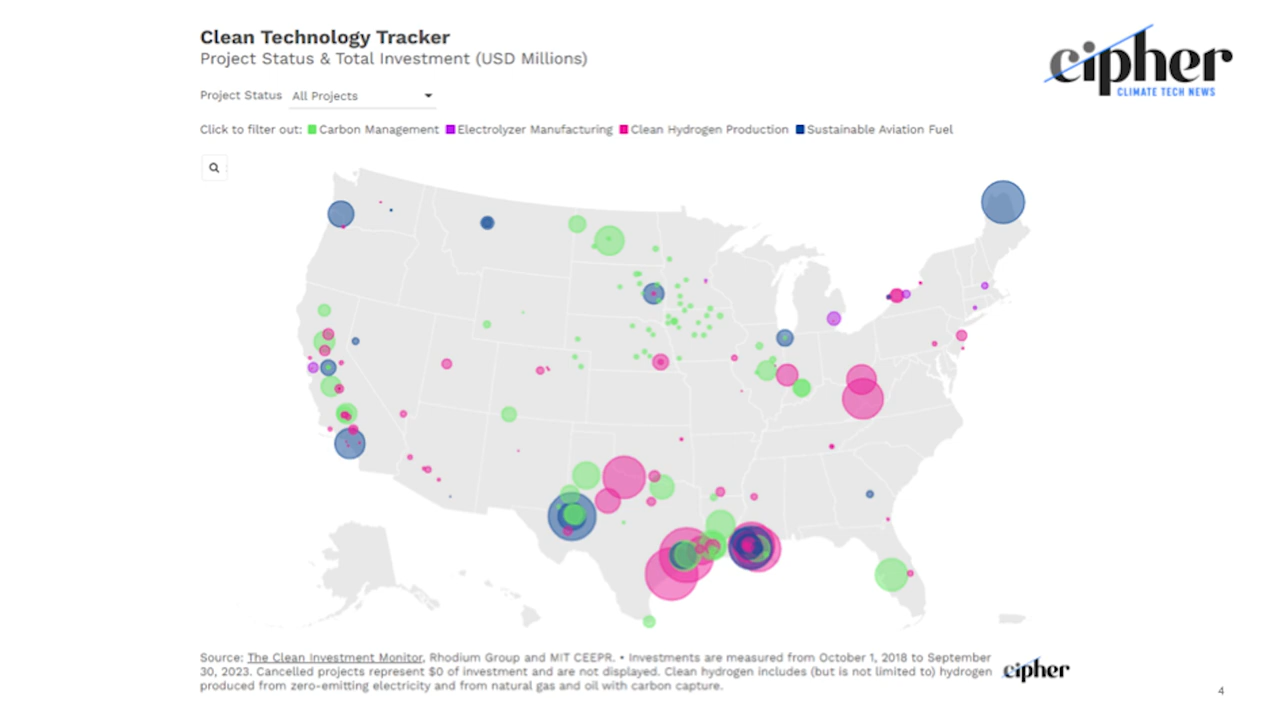 Clean Technology Tracker
Project Status & Total Investment (USD Millions)
cipher
CLIMATE TECH NEWS
Project Status All Projects
Click to filter out: Carbon Management Electrolyzer Manufacturing Clean Hydrogen Production Sustainable Aviation Fuel
Source: The Clean Investment Monitor, Rhodium Group and MIT CEEPR. • Investments are measured from October 1, 2018 to September
30, 2023. Cancelled projects represent $0 of investment and are not displayed. Clean hydrogen includes (but is not limited to) hydrogen
produced from zero-emitting electricity and from natural gas and oil with carbon capture.
cipher
4